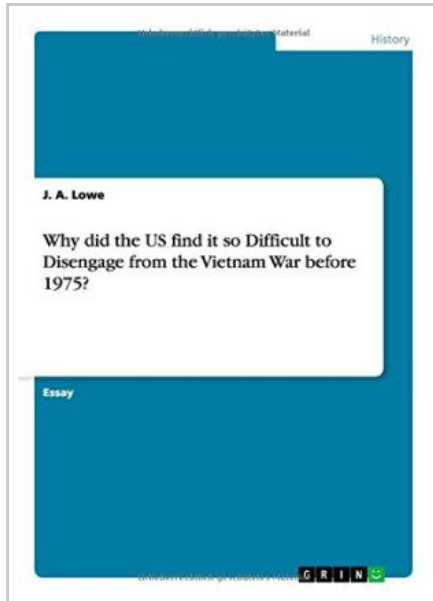 History
J. A. Lowe
Why did the US find it so Difficult to
Disengage from the Vietnam War before
1975?
Essay
GRIN